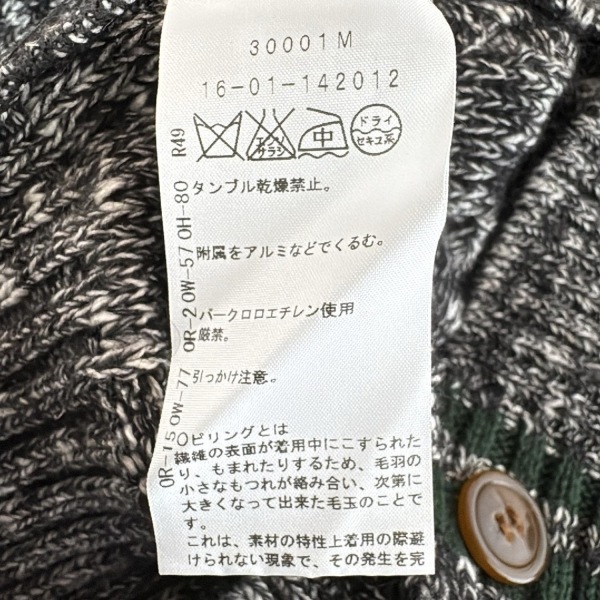 30001M
16-01-142012
エンソ
サラシ
中
ドライ
セキユ系
タンブル乾燥禁止。
附属をアルミなどでくるむ。
パークロロエチレン使用
厳禁。
引っかけ注意。
○ピリングとは
繊維の表面が着用中にこすられた
り、もまれたりするため、毛羽の
小さなもつれが絡み合い、次第に
大きくなって出来た毛玉のことで
す。
これは、素材の特性上着用の際避
けられない現象で、その発生を完
R49
0H-80
0W-57
0R-2
0W-77
0R-15